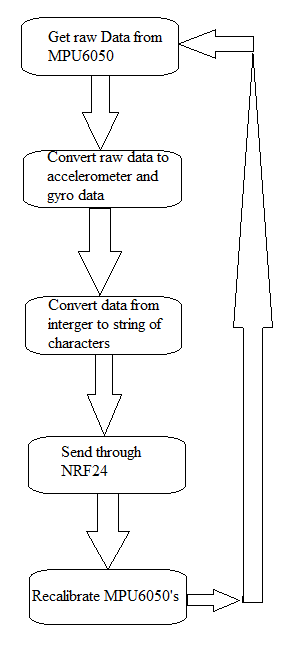 Get raw Data from
MPU6050
Convert raw data to
accelerometer and
gyro data
Convert data from
interger to string of
characters
Send through
NRF24
Recalibrate MPU6050's